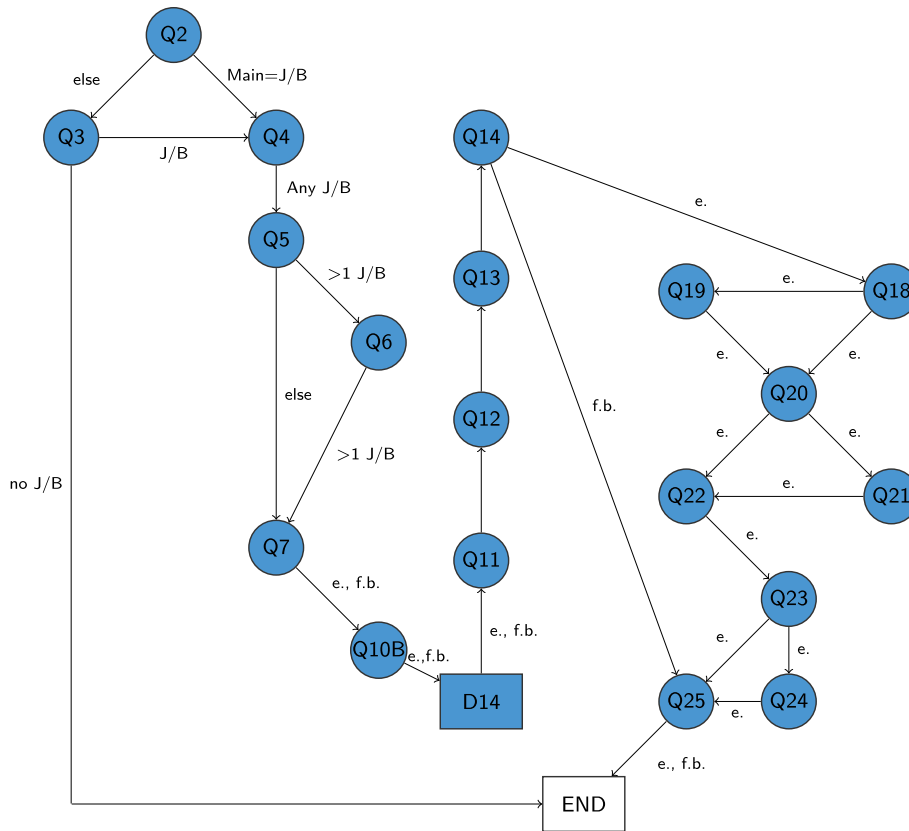 Q2
else
Main=J/B
Q3
J/B
Q4
Q14
Any J/B
e.
Q5
>1 J/B
Q13
Q19
e.
Q18
Q6
e.
e.
else
Q20
f.b.
Q12
e.
e.
>1 J/B
no J/B
Q22
e.
Q21
Q7
e.
Q11
e., f.b.
Q23
e., f.b.
e.
e.
Q10B
e.,f.b.
D14
Q25
e.
Q24
e., f.b.
END